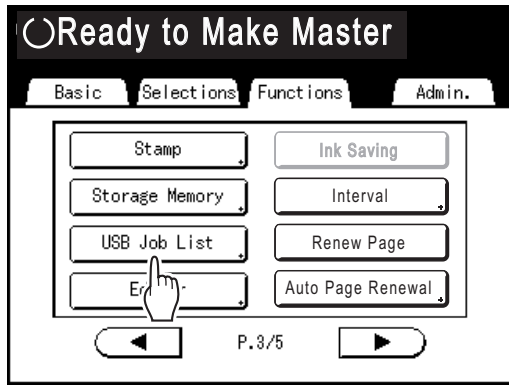 Ready to Make Master
Basic Selections Functions Admin.
Stamp Ink Saving
Storage Memory Interval
USB Job List Renew Page
Auto Page Renewal
P.3/5